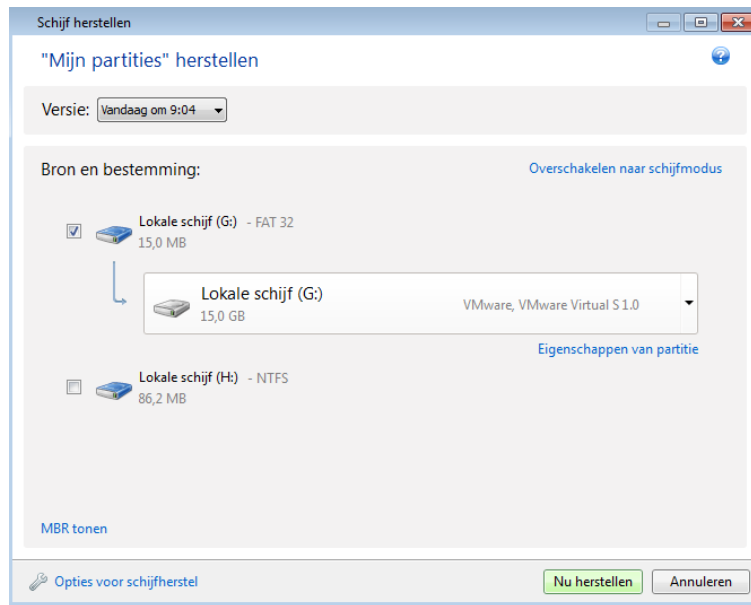 Schijf herstellen
"Mijn partities" herstellen
Versie: Vandaag om 9:04
Bron en bestemming:
Overschakelen naar schijfmodus
Lokale schijf (G:) - FAT 32
15,0 MB
Lokale schijf (G:)
15,0 GB
VMware, VMware Virtual S 1.0
Eigenschappen van partitie
Lokale schijf (H:) - NTFS
86,2 MB
MBR tonen
Opties voor schijfherstel
Nu herstellen
Annuleren